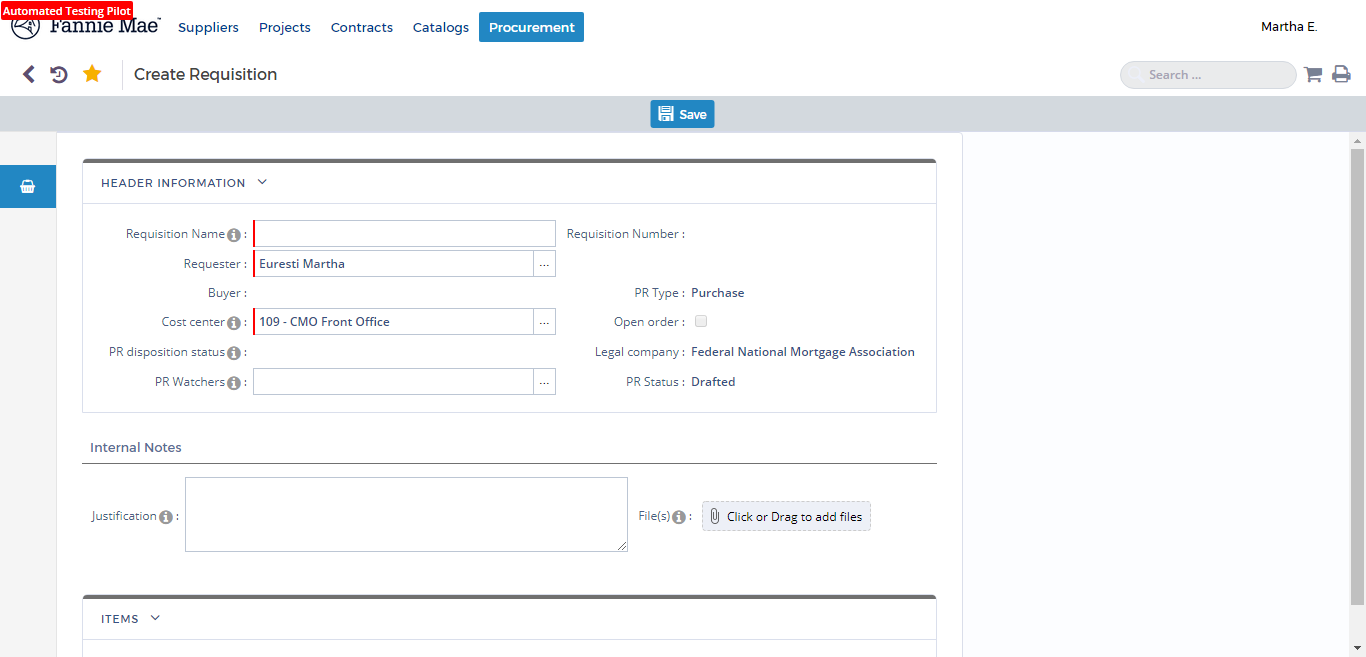 Automated Testing Pilot
Fannie Mae™ Suppliers Projects Contracts Catalogs Procurement Martha E.
Create Requisition Search ...
Save
HEADER INFORMATION
Requisition Name : Requisition Number :
Requester : Euresti Martha ...
Buyer : PR Type : Purchase
Cost center : 109 - CMO Front Office ... Open order :
PR disposition status : Legal company : Federal National Mortgage Association
PR Watchers : ... PR Status : Drafted
Internal Notes
Justification : File(s) : Click or Drag to add files
ITEMS